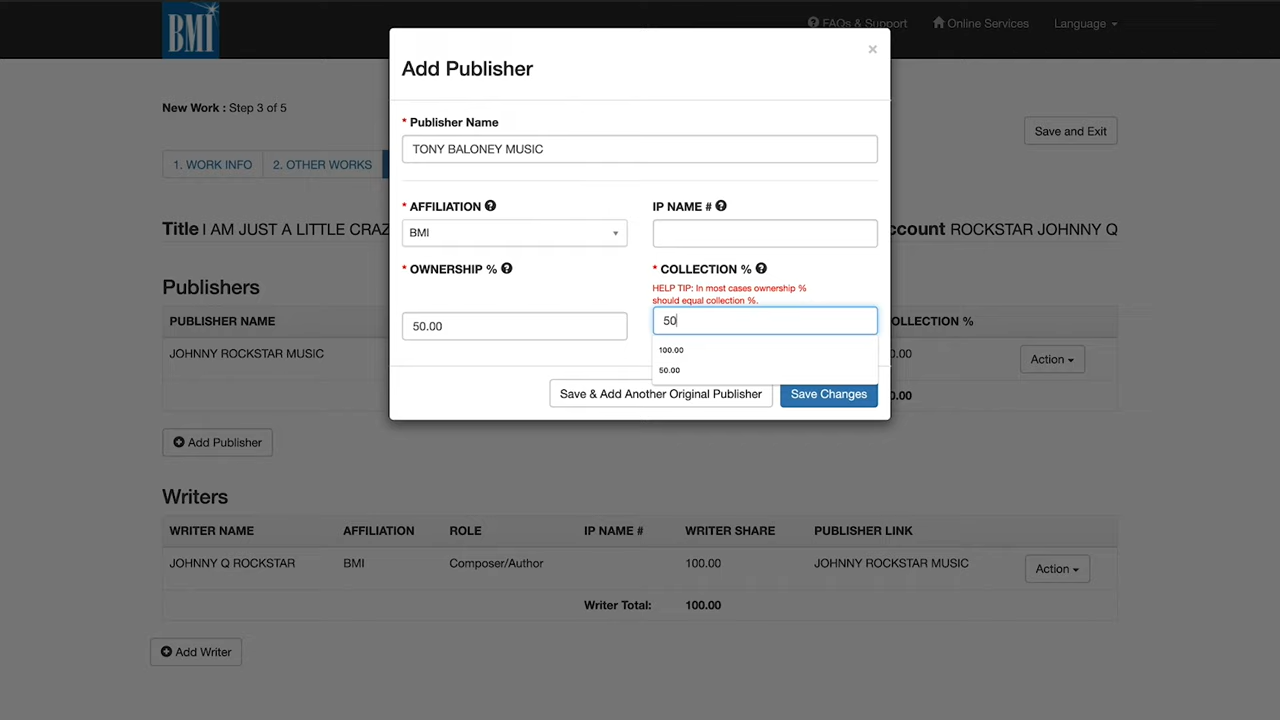 BMI
FAQs & Support
Online Services
Language
×
Add Publisher
New Work : Step 3 of 5
* Publisher Name
Save and Exit
TONY BALONEY MUSIC
1. WORK INFO
2. OTHER WORKS
* AFFILIATION
IP NAME #
Title I AM JUST A LITTLE CRAZ
ccount ROCKSTAR JOHNNY Q
BMI
* OWNERSHIP %
* COLLECTION %
Publishers
HELP TIP: In most cases ownership %
should equal collection %.
PUBLISHER NAME
50.00
50
OLLECTION %
JOHNNY ROCKSTAR MUSIC
100.00
0.00
Action
50.00
Save & Add Another Original Publisher
Save Changes
0.00
Add Publisher
Writers
WRITER NAME AFFILIATION ROLE IP NAME # WRITER SHARE PUBLISHER LINK
JOHNNY Q ROCKSTAR BMI Composer/Author 100.00 JOHNNY ROCKSTAR MUSIC Action
Writer Total: 100.00
Add Writer